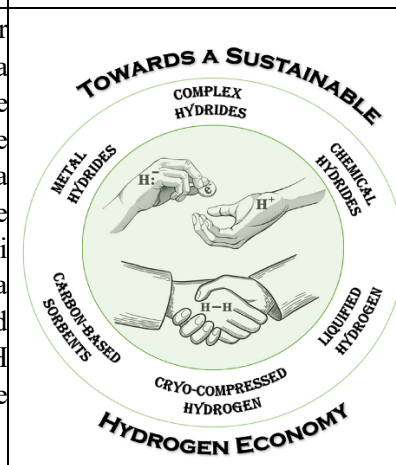 TOWARDS A SUSTAINABLE
COMPLEX
HYDRIDES
METAL
HYDRIDES
CHEMICAL
HYDRIDES
H:⁻
e
H⁺
H—H
CARBON-BASED
SORBENTS
LIQUIFIED
HYDROGEN
CRYO-COMPRESSED
HYDROGEN
HYDROGEN ECONOMY